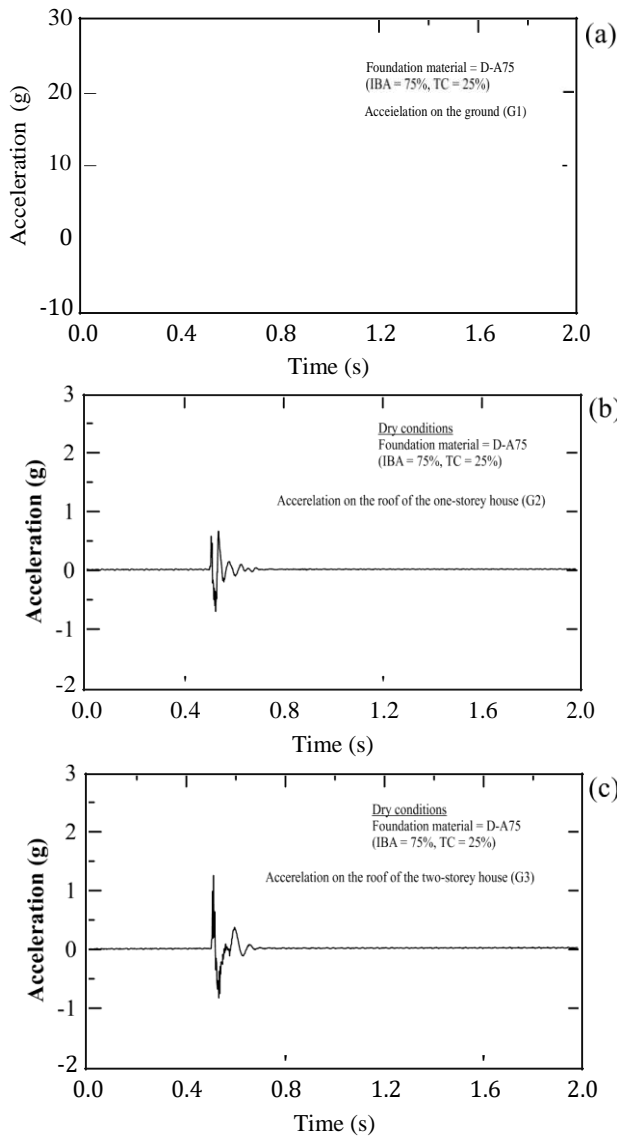 30
(a)
Foundation material = D-A75
(IBA = 75%, TC = 25%)
Acceielation on the ground (G1)
20
10
0
-10
Acceleration (g)
0.0 0.4 0.8 1.2 1.6 2.0
Time (s)
3
(b)
Dry conditions
Foundation material = D-A75
(IBA = 75%, TC = 25%)
Accerelation on the roof of the one-storey house (G2)
2
1
0
-1
-2
Acceleration (g)
0.0 0.4 0.8 1.2 1.6 2.0
Time (s)
3
(c)
Dry conditions
Foundation material = D-A75
(IBA = 75%, TC = 25%)
Accerelation on the roof of the two-storey house (G3)
2
1
0
-1
-2
Acceleration (g)
0.0 0.4 0.8 1.2 1.6 2.0
Time (s)